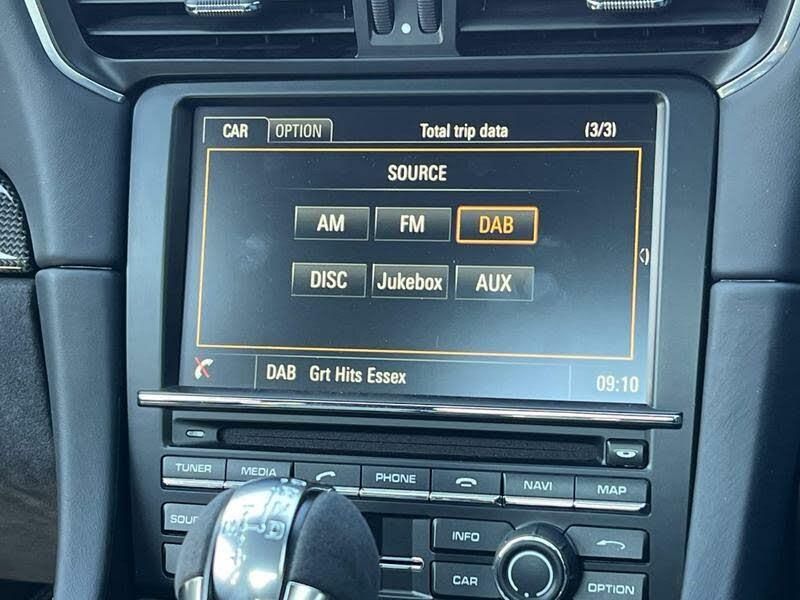 CAR OPTION Total trip data (3/3)
SOURCE
AM FM DAB
DISC Jukebox AUX
DAB Grt Hits Essex 09:10
TUNER MEDIA PHONE NAVI MAP
INFO
CAR OPTION